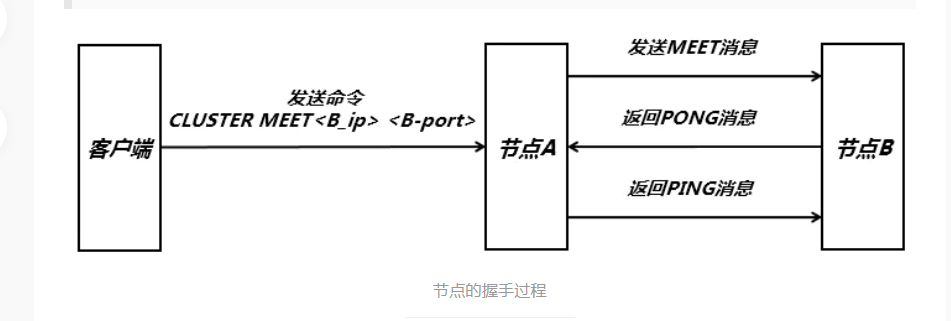 发送MEET消息
发送命令
CLUSTER MEET<B_ip> <B-port>
返回PONG消息
客户端
节点A
节点B
返回PING消息
节点的握手过程